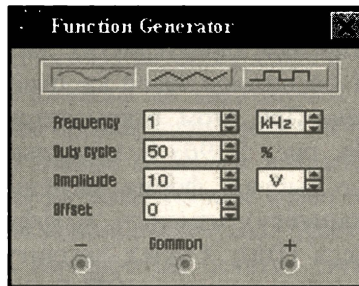 Function Generator
Frequency 1 kHz
Duty cycle 50 %
Amplitude 10 V
Offset 0
− Common +